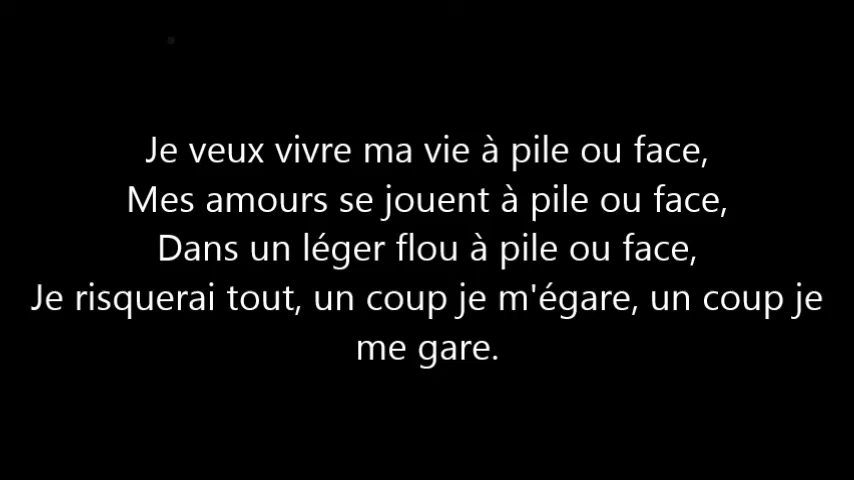 Je veux vivre ma vie à pile ou face,
Mes amours se jouent à pile ou face,
Dans un léger flou à pile ou face,
Je risquerai tout, un coup je m'égare, un coup je
me gare.